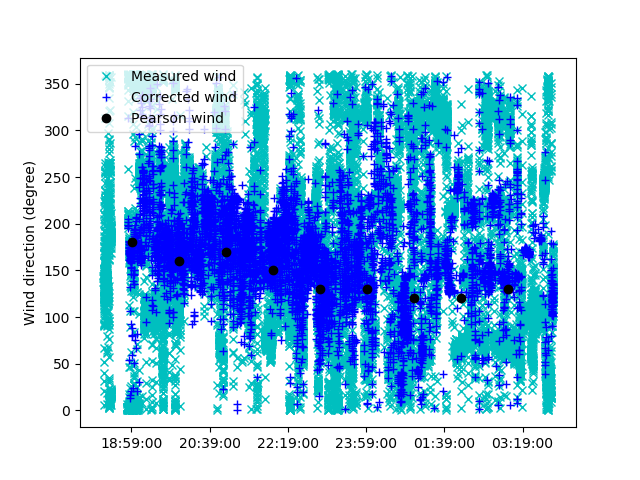 Measured wind
Corrected wind
Pearson wind
Wind direction (degree)
350
300
250
200
150
100
50
0
18:59:00 20:39:00 22:19:00 23:59:00 01:39:00 03:19:00